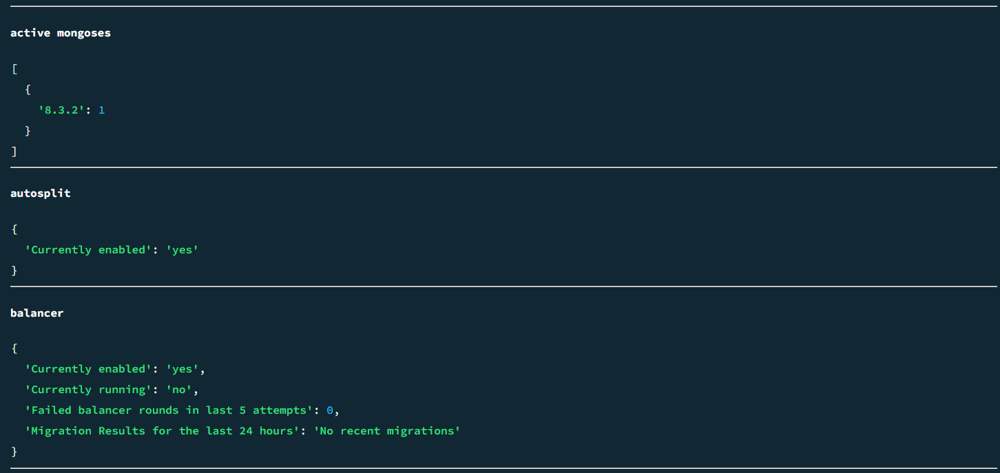 active mongoses
[
  {
    '8.3.2': 1
  }
]
autosplit
{
  'Currently enabled': 'yes'
}
balancer
{
  'Currently enabled': 'yes',
  'Currently running': 'no',
  'Failed balancer rounds in last 5 attempts': 0,
  'Migration Results for the last 24 hours': 'No recent migrations'
}